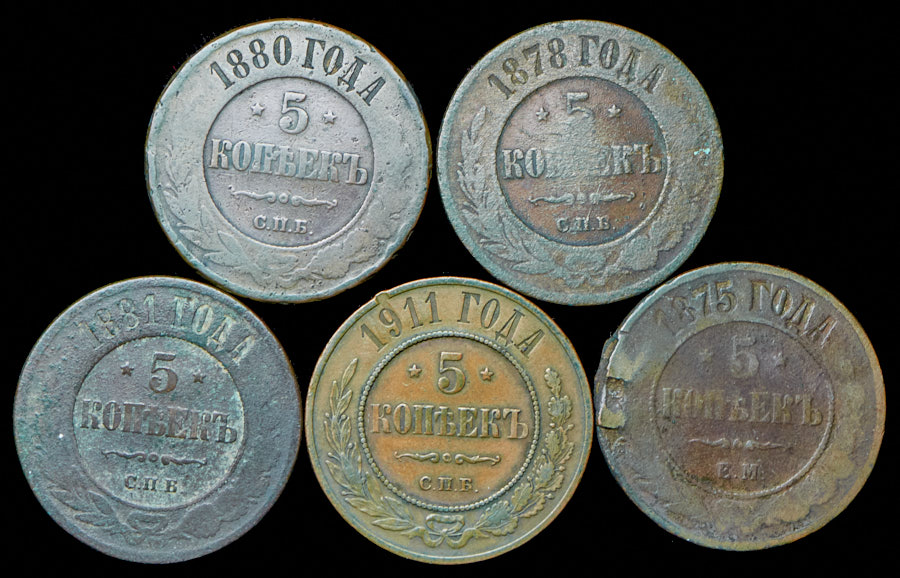 1880 ГОДА
5
КОПѢЕКЪ
С.П.Б.
1878 ГОДА
5
КОПѢЕКЪ
С.П.Б.
1881 ГОДА
5
КОПѢЕКЪ
С.П.Б
1911 ГОДА
5
КОПѢЕКЪ
С.П.Б.
1875 ГОДА
5
КОПѢЕКЪ
Е.М.